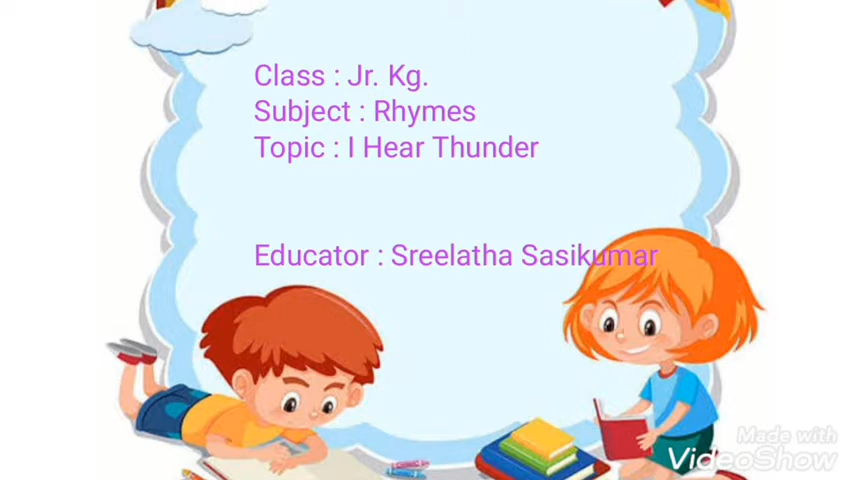 Class : Jr. Kg.
Subject : Rhymes
Topic : I Hear Thunder
Educator : Sreelatha Sasikumar
Made with
VideoShow